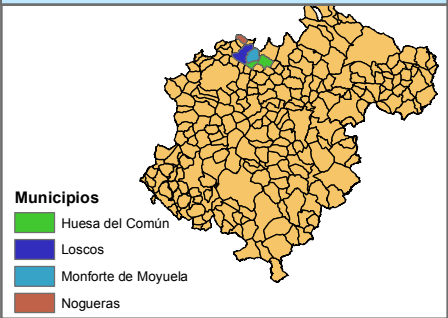 Municipios
Huesa del Común
Loscos
Monforte de Moyuela
Nogueras